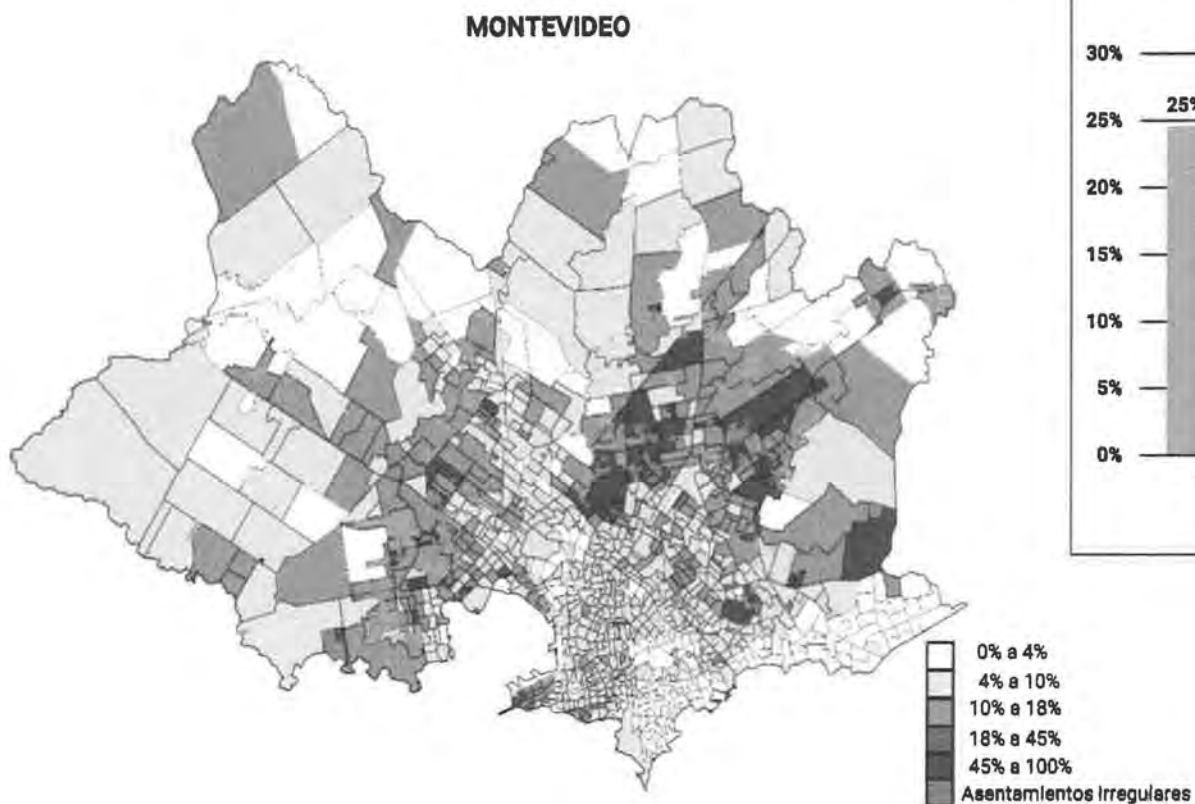 MONTEVIDEO
30%
25%
25%
20%
15%
10%
5%
0%
0% a 4%
4% a 10%
10% a 18%
18% a 45%
45% a 100%
Asentamientos Irregulares